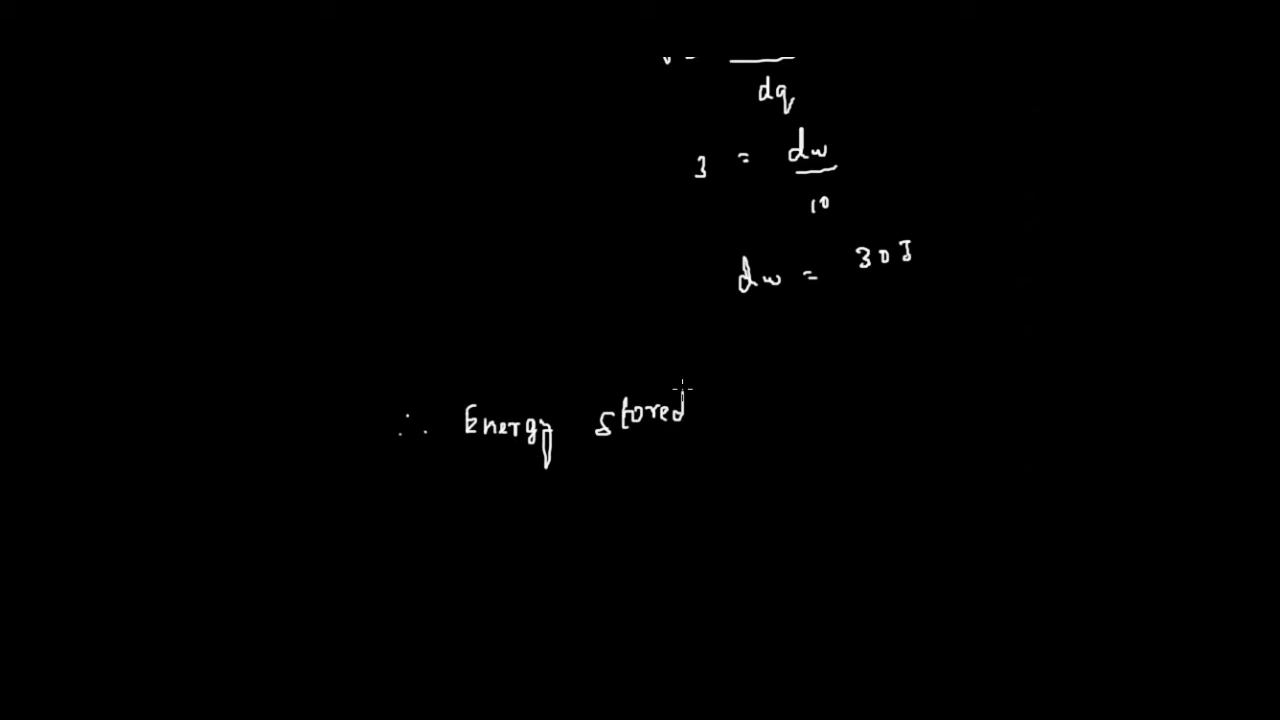 dq
3 = dw
10
dw = 30J
∴ Energy stored